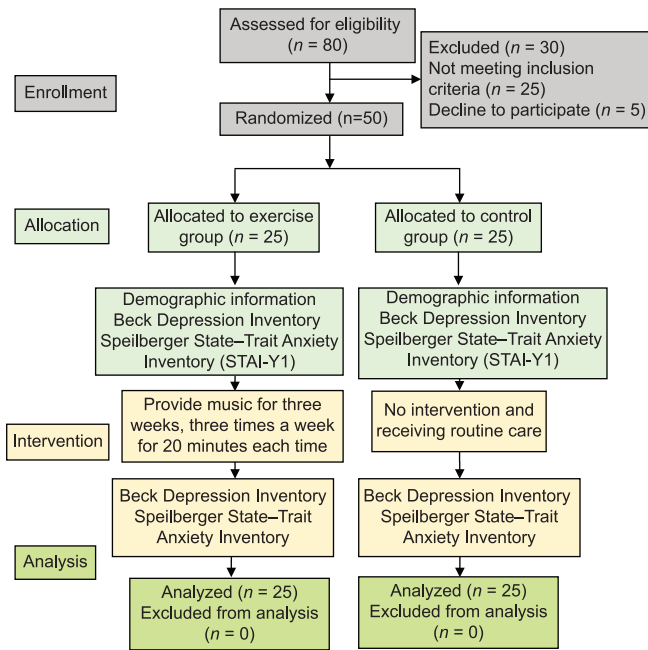 Assessed for eligibility
(n = 80)
Excluded (n = 30)
Not meeting inclusion
criteria (n = 25)
Decline to participate (n = 5)
Enrollment
Randomized (n=50)
Allocation
Allocated to exercise
group (n = 25)
Allocated to control
group (n = 25)
Demographic information
Beck Depression Inventory
Speilberger State–Trait Anxiety
Inventory (STAI-Y1)
Demographic information
Beck Depression Inventory
Speilberger State–Trait Anxiety
Inventory (STAI-Y1)
Intervention
Provide music for three
weeks, three times a week
for 20 minutes each time
No intervention and
receiving routine care
Beck Depression Inventory
Speilberger State–Trait
Anxiety Inventory
Beck Depression Inventory
Speilberger State–Trait
Anxiety Inventory
Analysis
Analyzed (n = 25)
Excluded from analysis
(n = 0)
Analyzed (n = 25)
Excluded from analysis
(n = 0)